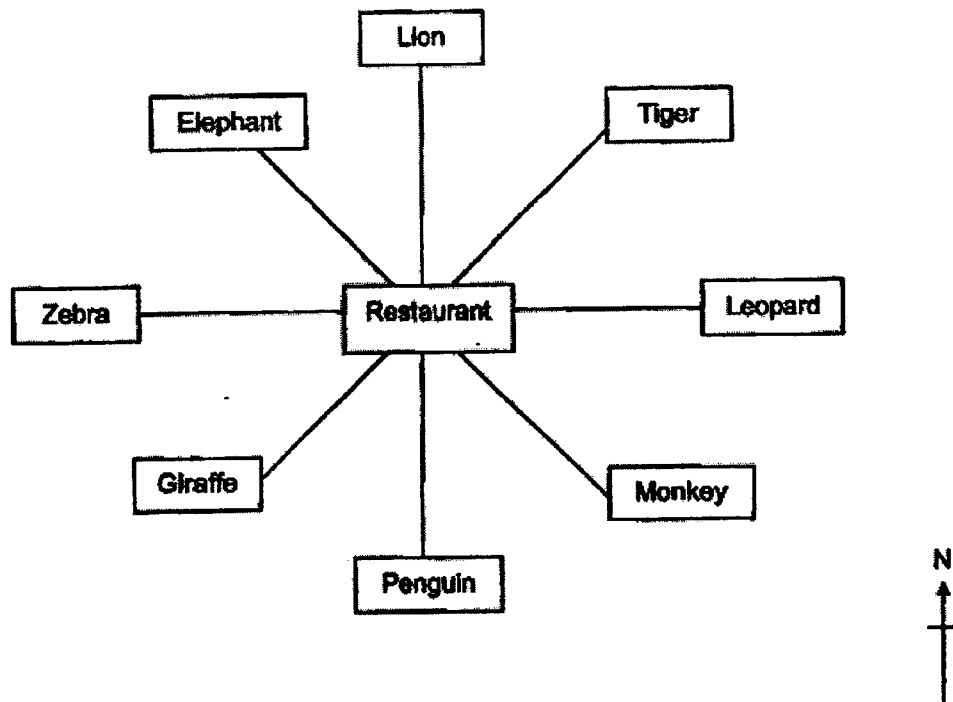 Lion
Elephant
Tiger
Zebra
Restaurant
Leopard
Giraffe
Monkey
Penguin
N